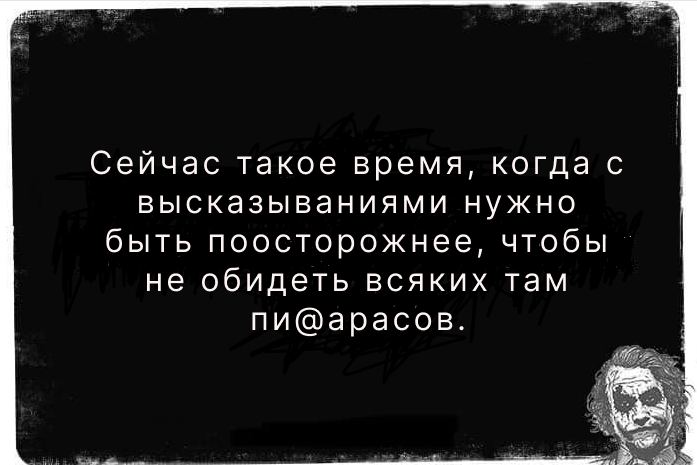 Сейчас такое время, когда с
высказываниями нужно
быть поосторожнее, чтобы
не обидеть всяких там
пи@арасов.